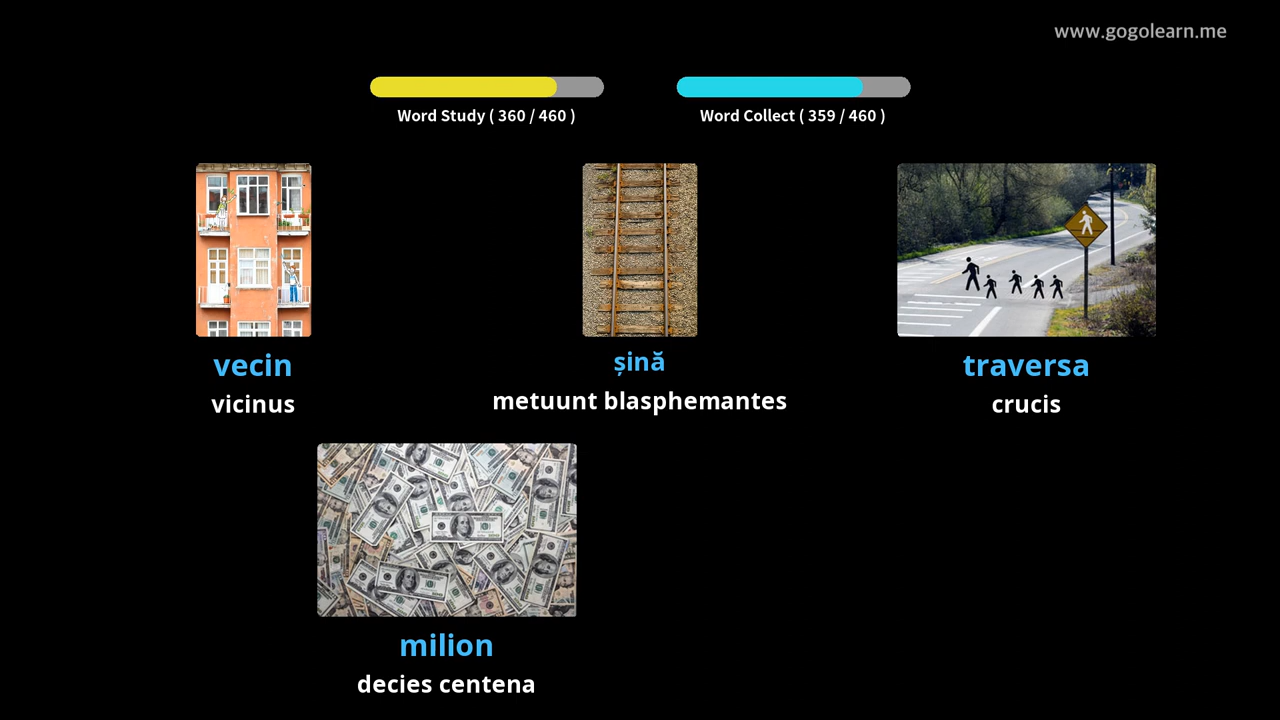 www.gogolearn.me
Word Study ( 360 / 460 )
Word Collect ( 359 / 460 )
vecin
vicinus
șină
metuunt blasphemantes
traversa
crucis
milion
decies centena